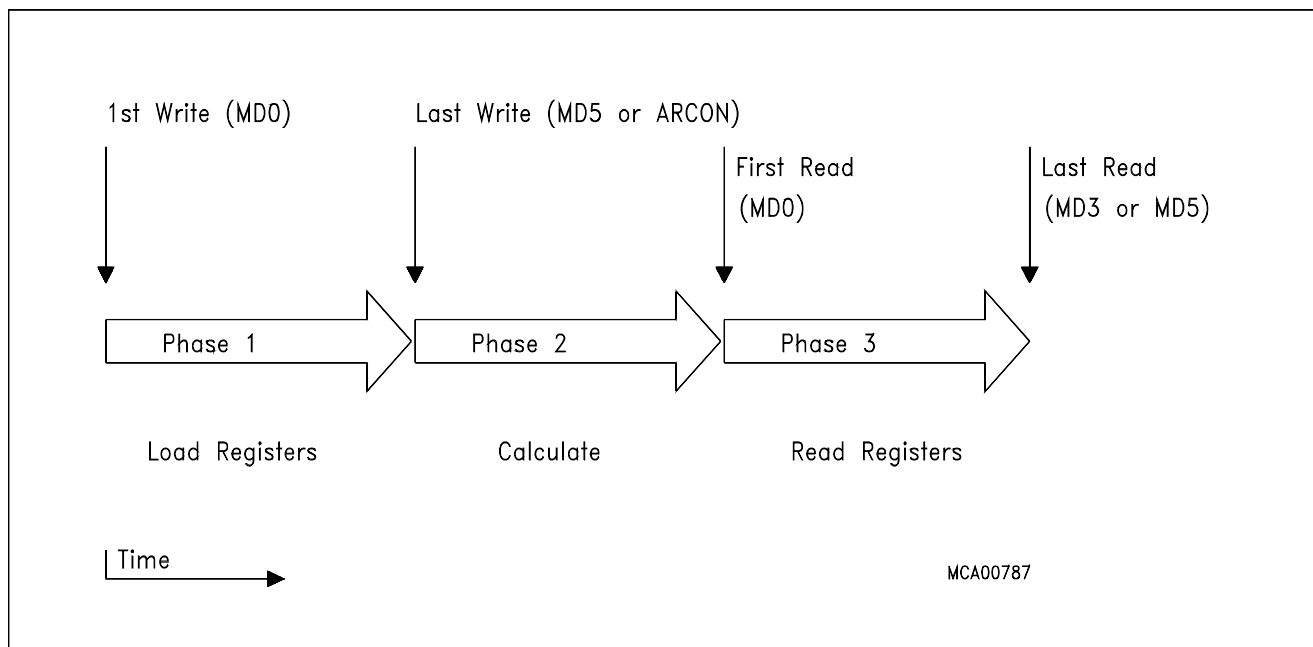 1st Write (MD0)
Last Write (MD5 or ARCON)
First Read
(MD0)
Last Read
(MD3 or MD5)
Phase 1
Phase 2
Phase 3
Load Registers
Calculate
Read Registers
Time
MCA00787